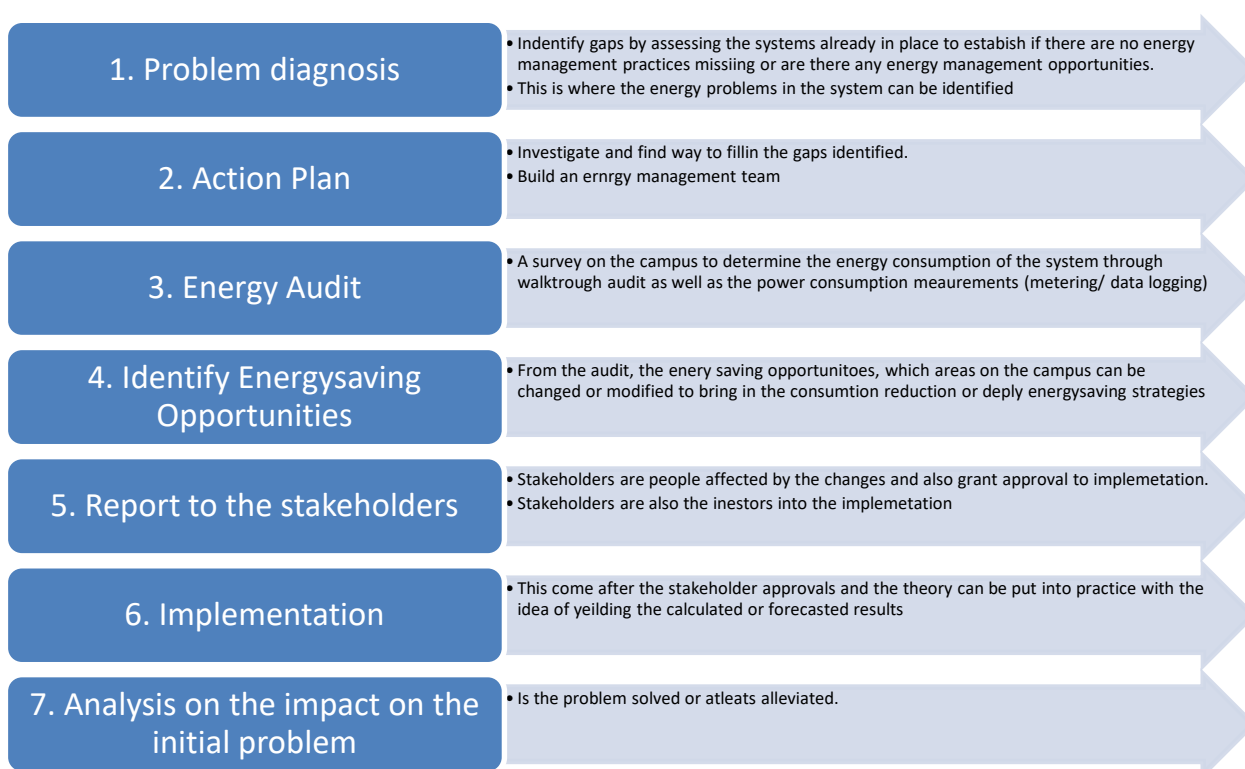 1. Problem diagnosis
• Indentify gaps by assessing the systems already in place to estabish if there are no energy
management practices missiing or are there any energy management opportunities.
• This is where the energy problems in the system can be identified
2. Action Plan
• Investigate and find way to fillin the gaps identified.
• Build an ernrgy management team
3. Energy Audit
• A survey on the campus to determine the energy consumption of the system through
walktrough audit as well as the power consumption meaurements (metering/ data logging)
4. Identify Energysaving
Opportunities
• From the audit, the enery saving opportunitoes, which areas on the campus can be
changed or modified to bring in the consumtion reduction or deply energysaving strategies
5. Report to the stakeholders
• Stakeholders are people affected by the changes and also grant approval to implemetation.
• Stakeholders are also the inestors into the implemetation
6. Implementation
• This come after the stakeholder approvals and the theory can be put into practice with the
idea of yeilding the calculated or forecasted results
7. Analysis on the impact on the
initial problem
• Is the problem solved or atleats alleviated.